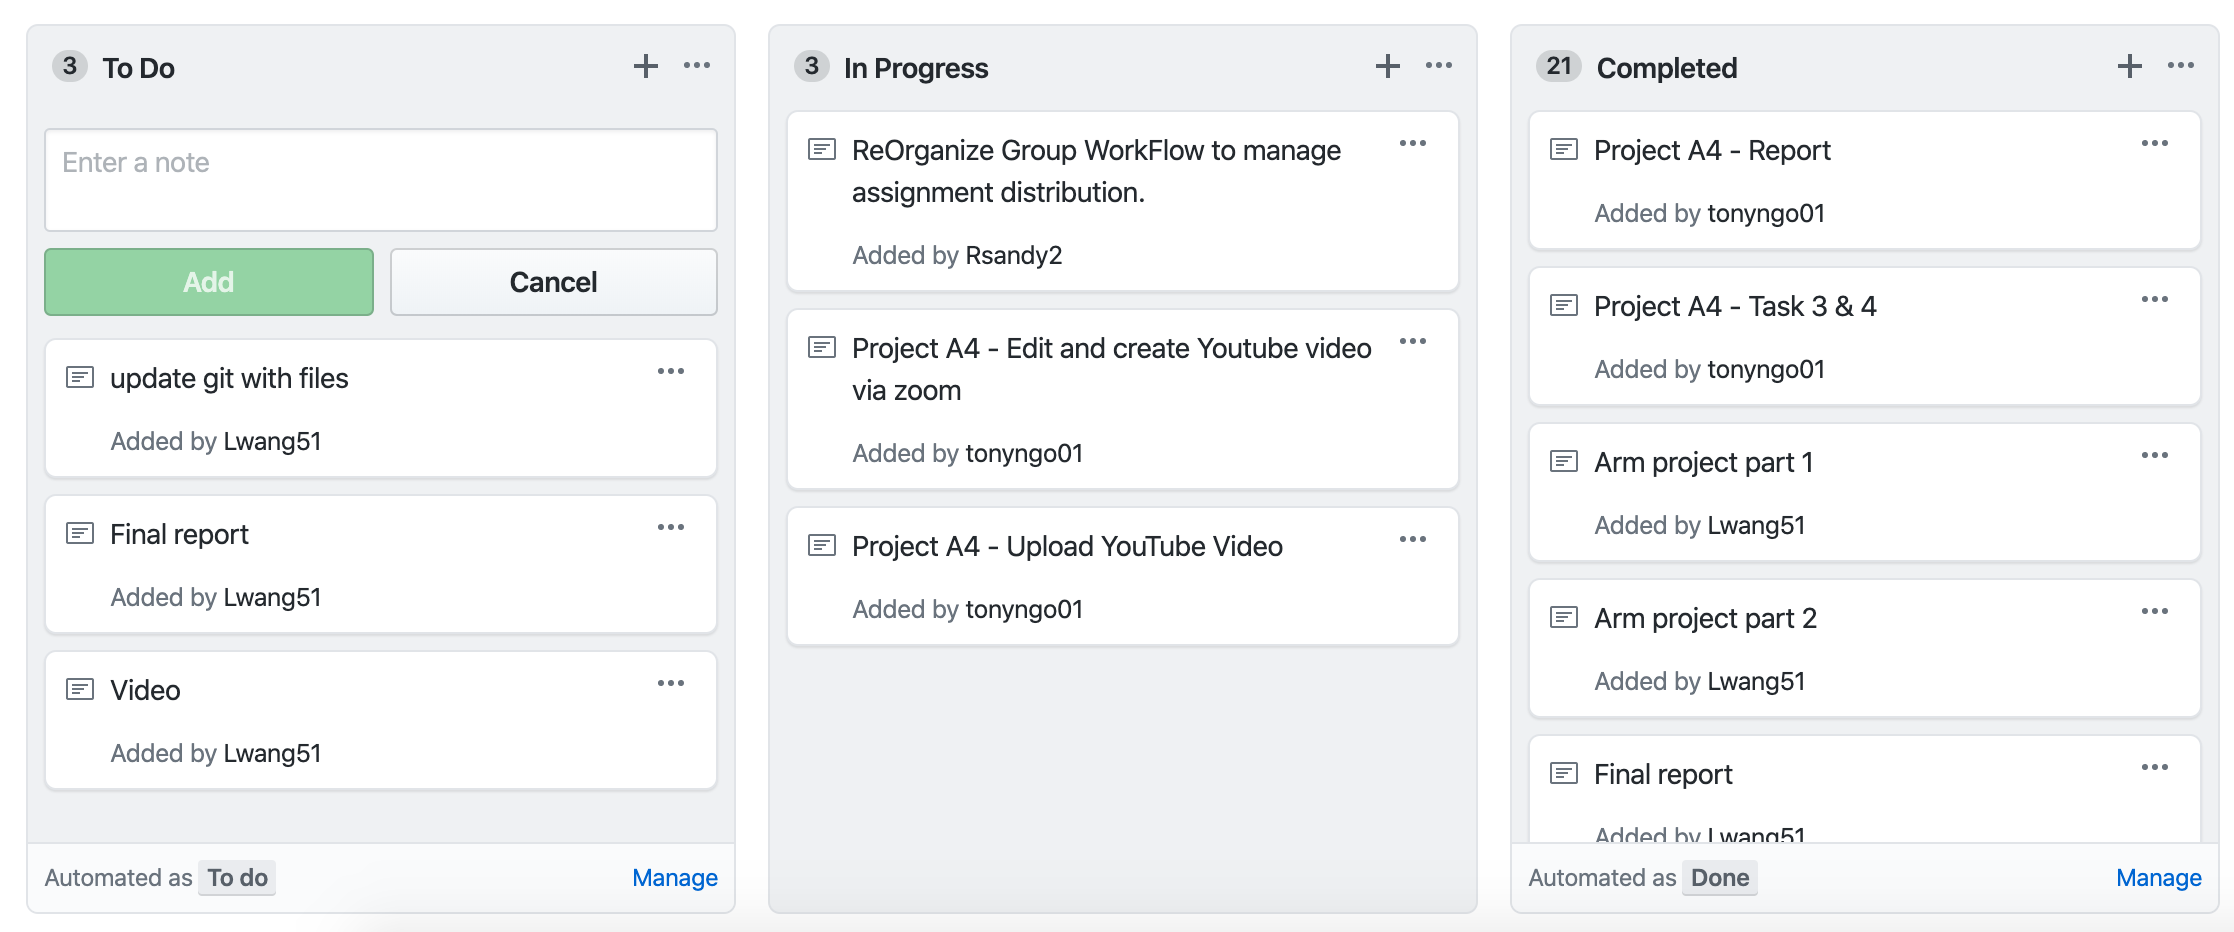 3 To Do
Enter a note
Add Cancel
update git with files
Added by Lwang51
Final report
Added by Lwang51
Video
Added by Lwang51
Automated as To do Manage
3 In Progress
ReOrganize Group WorkFlow to manage
assignment distribution.
Added by Rsandy2
Project A4 - Edit and create Youtube video
via zoom
Added by tonyngo01
Project A4 - Upload YouTube Video
Added by tonyngo01
21 Completed
Project A4 - Report
Added by tonyngo01
Project A4 - Task 3 & 4
Added by tonyngo01
Arm project part 1
Added by Lwang51
Arm project part 2
Added by Lwang51
Final report
Added by Lwang51
Automated as Done Manage